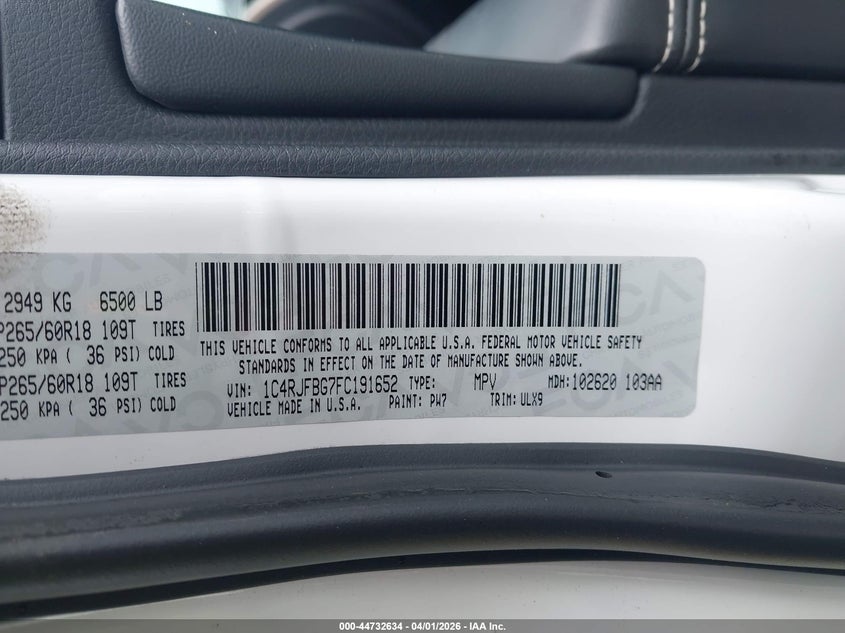 2949 KG 6500 LB
P265/60R18 109T TIRES
250 KPA ( 36 PSI) COLD
P265/60R18 109T TIRES
250 KPA ( 36 PSI) COLD
THIS VEHICLE CONFORMS TO ALL APPLICABLE U.S.A. FEDERAL MOTOR VEHICLE SAFETY
STANDARDS IN EFFECT ON THE DATE OF MANUFACTURE SHOWN ABOVE.
VIN: 1C4RJFBG7FC191652 TYPE: MPV MDH:102620 103AA
VEHICLE MADE IN U.S.A. PAINT: PW7 TRIM:ULX9
000-44732634 - 04/01/2026 - IAA Inc.